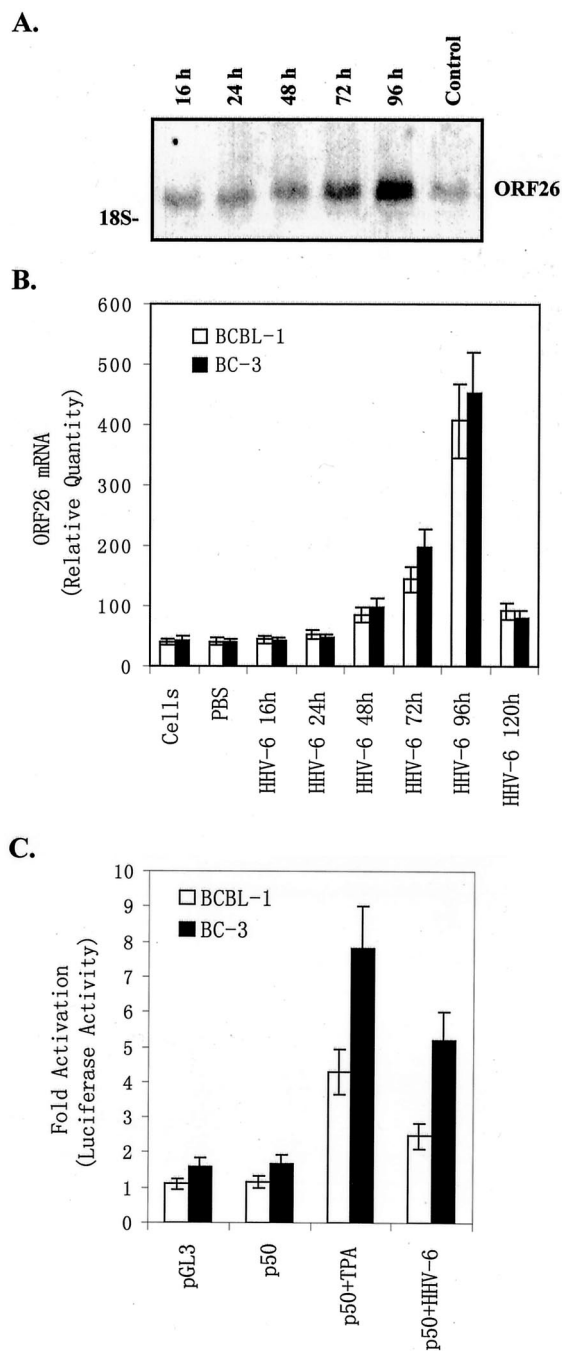 A.
16 h
24 h
48 h
72 h
96 h
Control
ORF26
18S-
B.
600
500
400
300
200
100
0
ORF26 mRNA
(Relative Quantity)
BCBL-1
BC-3
Cells
PBS
HHV-6 16h
HHV-6 24h
HHV-6 48h
HHV-6 72h
HHV-6 96h
HHV-6 120h
C.
10
9
8
7
6
5
4
3
2
1
0
Fold Activation
(Luciferase Activity)
BCBL-1
BC-3
pGL3
p50
p50+TPA
p50+HHV-6